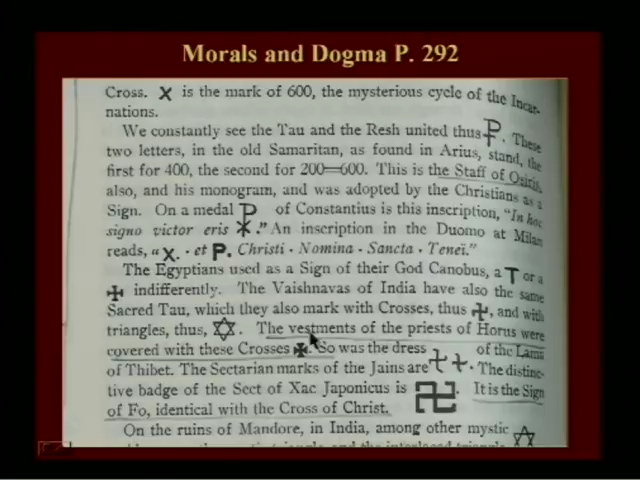 Morals and Dogma P. 292
Cross. X is the mark of 600, the mysterious cycle of the Incar-
nations.
We constantly see the Tau and the Resh united thus ⳨. These
two letters, in the old Samaritan, as found in Arius, stand, the
first for 400, the second for 200=600. This is the Staff of Osiris,
also, and his monogram, and was adopted by the Christians as a
Sign. On a medal of Constantius is this inscription, "In hoc
signo victor eris ." An inscription in the Duomo at Milan
reads, "X. · et P. Christi · Nomina · Sancta · Teneï."
The Egyptians used as a Sign of their God Canobus, a T or a
✠ indifferently. The Vaishnavas of India have also the same
Sacred Tau, which they also mark with Crosses, thus 卐, and with
triangles, thus, ✡. The vestments of the priests of Horus were
covered with these Crosses ✠. So was the dress of the Lama
of Thibet. The Sectarian marks of the Jains are . The distinc-
tive badge of the Sect of Xac Japonicus is 卐. It is the Sign
of Fo, identical with the Cross of Christ.
On the ruins of Mandore, in India, among other mystic ✡
and the interlaced triangle